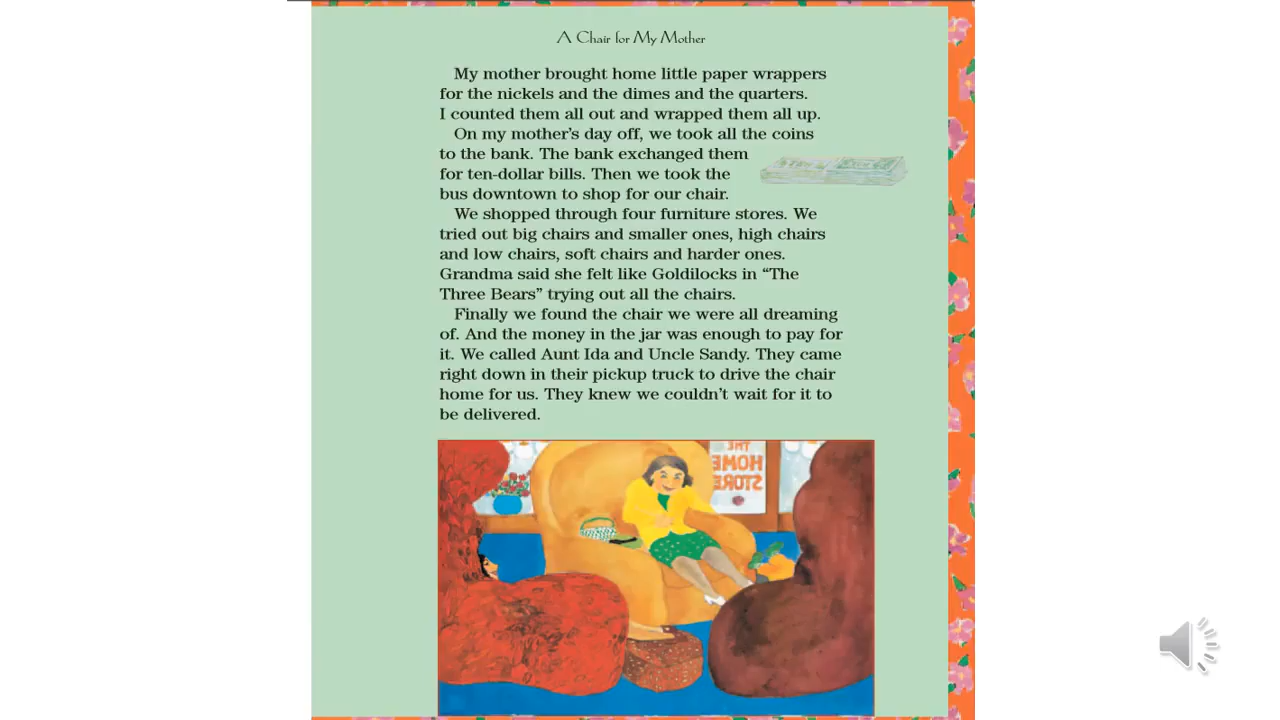 A Chair for My Mother
My mother brought home little paper wrappers
for the nickels and the dimes and the quarters.
I counted them all out and wrapped them all up.
On my mother's day off, we took all the coins
to the bank. The bank exchanged them
for ten-dollar bills. Then we took the
bus downtown to shop for our chair.
We shopped through four furniture stores. We
tried out big chairs and smaller ones, high chairs
and low chairs, soft chairs and harder ones.
Grandma said she felt like Goldilocks in “The
Three Bears” trying out all the chairs.
Finally we found the chair we were all dreaming
of. And the money in the jar was enough to pay for
it. We called Aunt Ida and Uncle Sandy. They came
right down in their pickup truck to drive the chair
home for us. They knew we couldn't wait for it to
be delivered.
THE
HOME
STORE